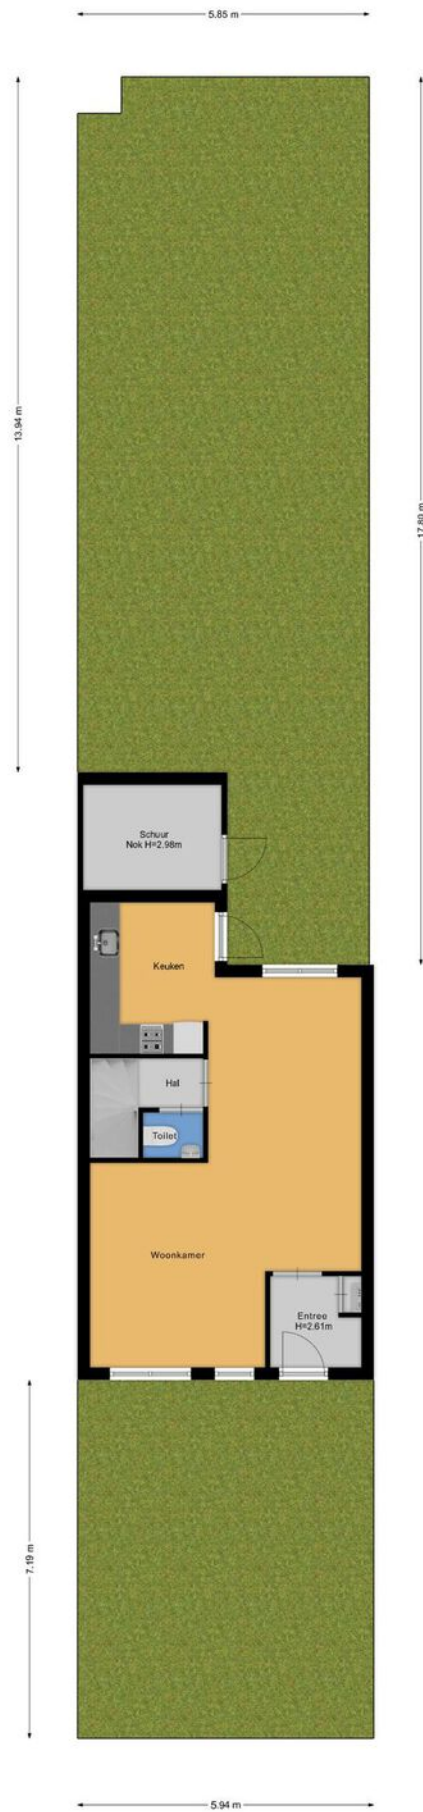 5.85 m
13.94 m
17.89 m
Schuur
Nok H=2.98m
Keuken
Hal
Toilet
Woonkamer
Entree
H=2.61m
7.19 m
5.94 m